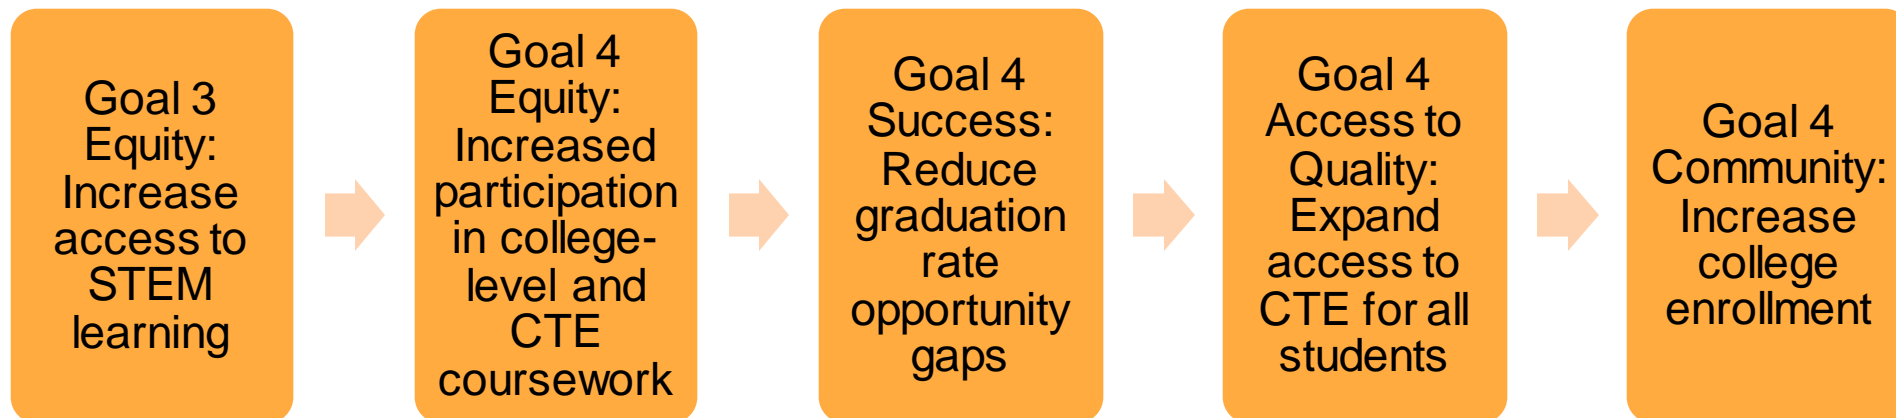 Goal 3
Equity:
Increase
access to
STEM
learning
Goal 4
Equity:
Increased
participation
in college-
level and
CTE
coursework
Goal 4
Success:
Reduce
graduation
rate
opportunity
gaps
Goal 4
Access to
Quality:
Expand
access to
CTE for all
students
Goal 4
Community:
Increase
college
enrollment